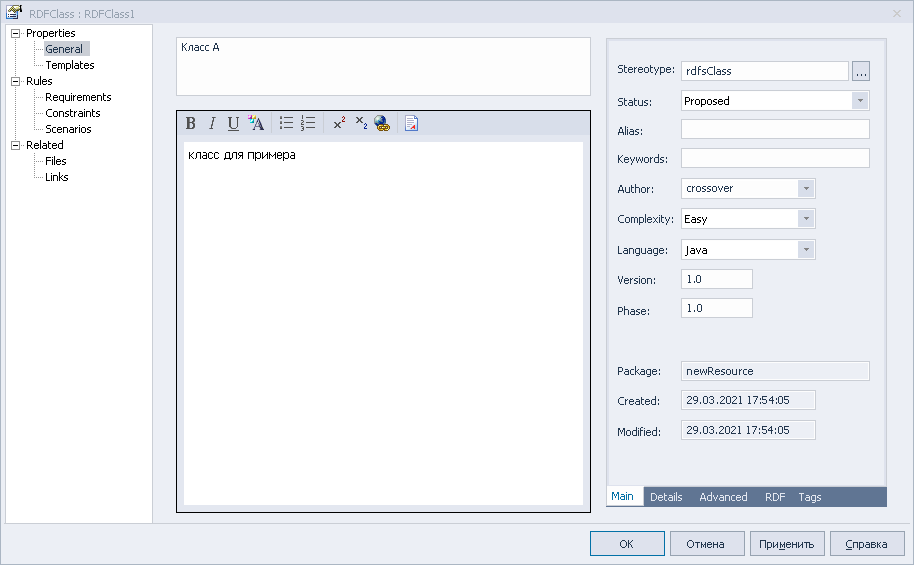 RDFClass : RDFClass1
Properties
General
Templates
Rules
Requirements
Constraints
Scenarios
Related
Files
Links
Класс А
B I U A x² x₂
класс для примера
Stereotype: rdfsClass ...
Status: Proposed
Alias:
Keywords:
Author: crossover
Complexity: Easy
Language: Java
Version: 1.0
Phase: 1.0
Package: newResource
Created: 29.03.2021 17:54:05
Modified: 29.03.2021 17:54:05
Main Details Advanced RDF Tags
OK Отмена Применить Справка